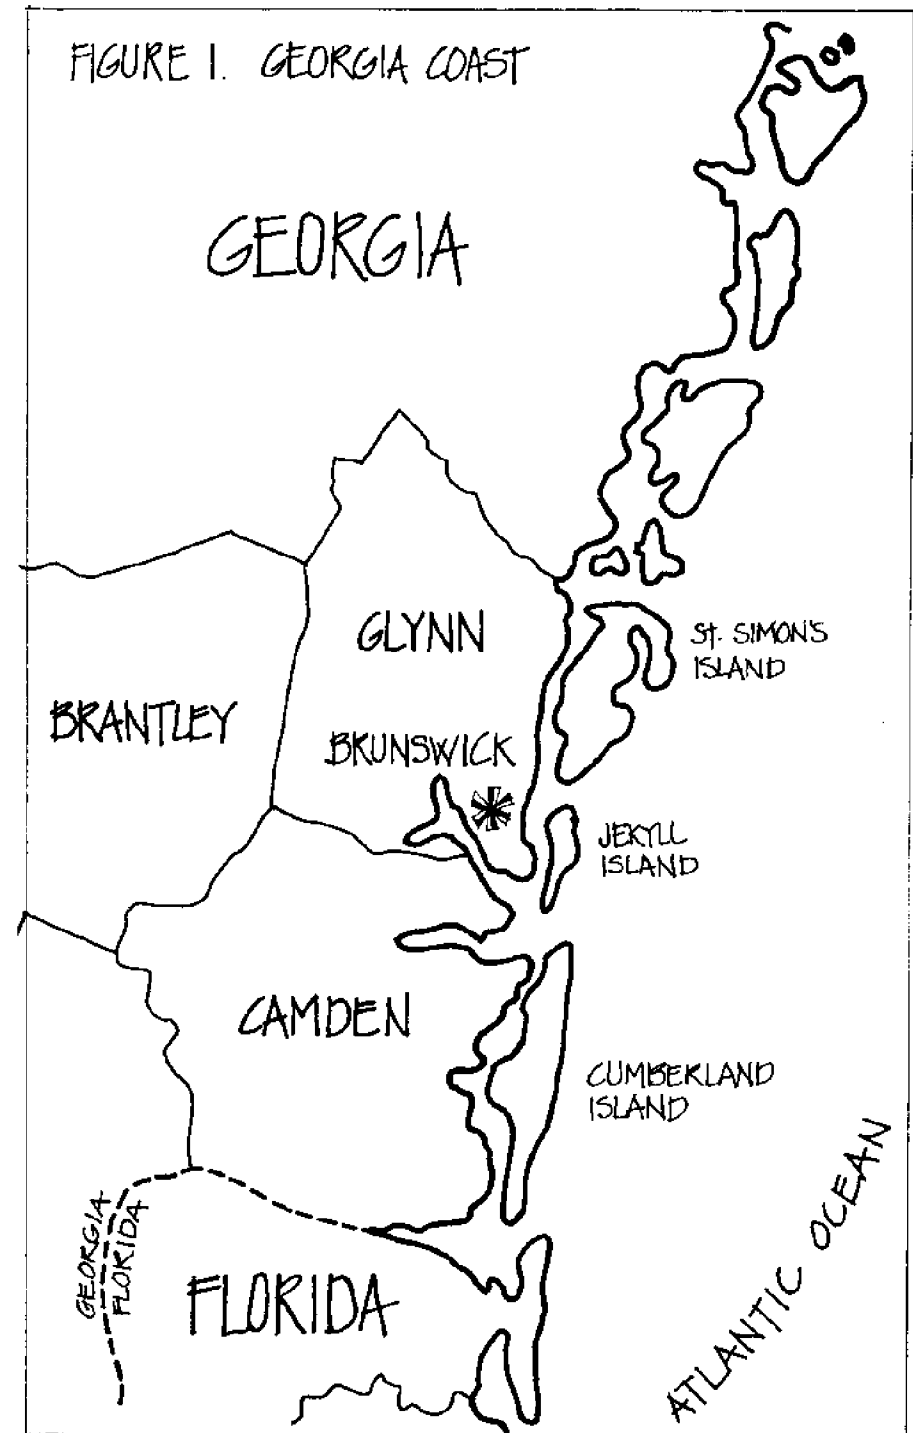 FIGURE 1. GEORGIA COAST
GEORGIA
GLYNN
St. SIMON'S
ISLAND
BRANTLEY
BRUNSWICK
JEKYLL
ISLAND
CAMDEN
CUMBERLAND
ISLAND
ATLANTIC OCEAN
GEORGIA
FLORIDA
FLORIDA